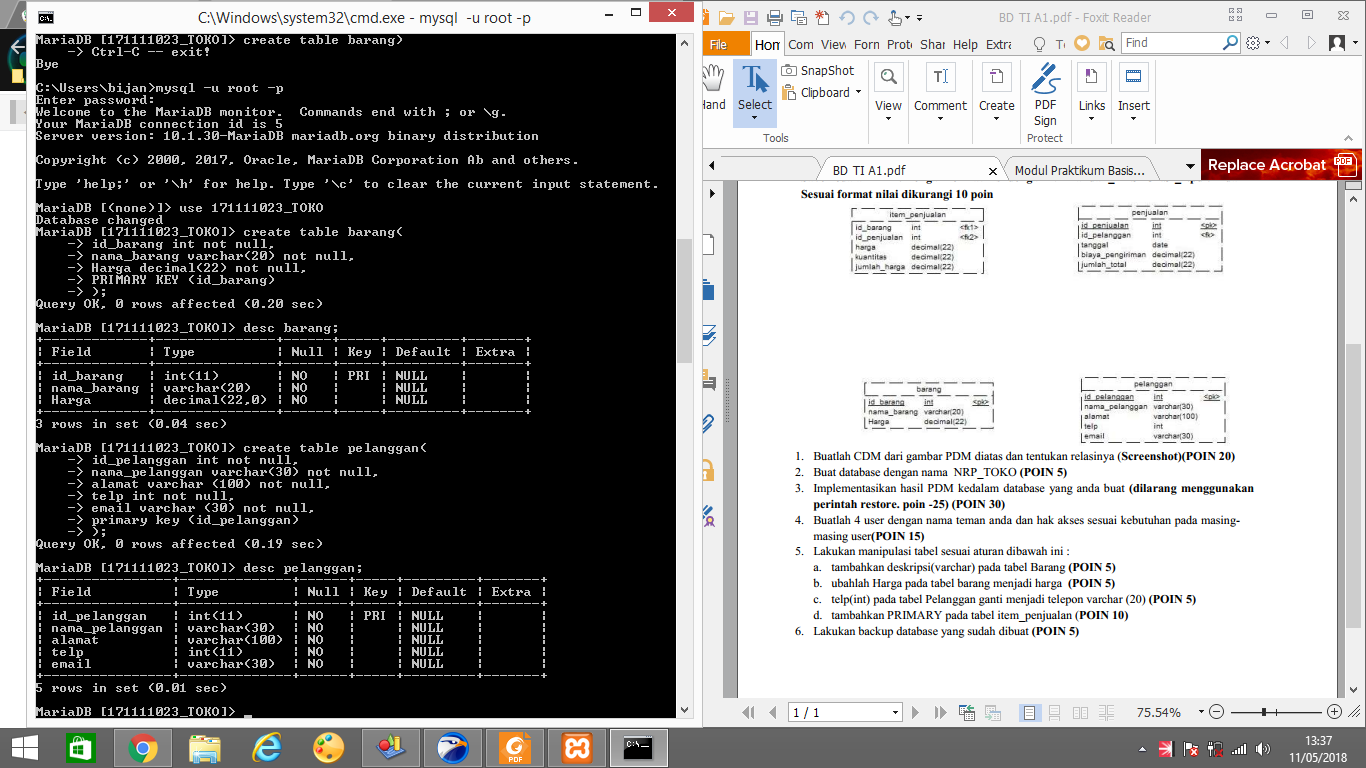 C:\Windows\system32\cmd.exe - mysql -u root -p
MariaDB [171111023_TOKO]> create table barang)
-> Ctrl-C -- exit!
Bye
C:\Users\bijan>mysql -u root -p
Enter password:
Welcome to the MariaDB monitor.  Commands end with ; or \g.
Your MariaDB connection id is 5
Server version: 10.1.30-MariaDB mariadb.org binary distribution
Copyright (c) 2000, 2017, Oracle, MariaDB Corporation Ab and others.
Type 'help;' or '\h' for help. Type '\c' to clear the current input statement.
MariaDB [(none)]> use 171111023_TOKO
Database changed
MariaDB [171111023_TOKO]> create table barang(
-> id_barang int not null,
-> nama_barang varchar(20) not null,
-> Harga decimal(22) not null,
-> PRIMARY KEY (id_barang)
-> );
Query OK, 0 rows affected (0.20 sec)
MariaDB [171111023_TOKO]> desc barang;
| Field | Type | Null | Key | Default | Extra |
| id_barang | int(11) | NO | PRI | NULL | |
| nama_barang | varchar(20) | NO | | NULL | |
| Harga | decimal(22,0) | NO | | NULL | |
3 rows in set (0.04 sec)
MariaDB [171111023_TOKO]> create table pelanggan(
-> id_pelanggan int not null,
-> nama_pelanggan varchar(30) not null,
-> alamat varchar (100) not null,
-> telp int not null,
-> email varchar (30) not null,
-> primary key (id_pelanggan)
-> );
Query OK, 0 rows affected (0.19 sec)
MariaDB [171111023_TOKO]> desc pelanggan;
| Field | Type | Null | Key | Default | Extra |
| id_pelanggan | int(11) | NO | PRI | NULL | |
| nama_pelanggan | varchar(30) | NO | | NULL | |
| alamat | varchar(100) | NO | | NULL | |
| telp | int(11) | NO | | NULL | |
| email | varchar(30) | NO | | NULL | |
5 rows in set (0.01 sec)
MariaDB [171111023_TOKO]> _
BD TI A1.pdf - Foxit Reader
File Hom Com View Forn Prot Shar Help Extra Te Find
Hand Select SnapShot Clipboard View Comment Create PDF Sign Links Insert
Tools Protect
BD TI A1.pdf Modul Praktikum Basis... Replace Acrobat PDF
Sesuai format nilai dikurangi 10 poin
item_penjualan
id_barang int <fk1>
id_penjualan int <fk2>
harga decimal(22)
kuantitas decimal(22)
jumlah_harga decimal(22)
penjualan
id_penjualan int <pk>
id_pelanggan int <fk>
tanggal date
biaya_pengiriman decimal(22)
jumlah_total decimal(22)
barang
id_barang int <pk>
nama_barang varchar(20)
Harga decimal(22)
pelanggan
id_pelanggan int <pk>
nama_pelanggan varchar(30)
alamat varchar(100)
telp int
email varchar(30)
1. Buatlah CDM dari gambar PDM diatas dan tentukan relasinya (Screenshot)(POIN 20)
2. Buat database dengan nama NRP_TOKO (POIN 5)
3. Implementasikan hasil PDM kedalam database yang anda buat (dilarang menggunakan
perintah restore. poin -25) (POIN 30)
4. Buatlah 4 user dengan nama teman anda dan hak akses sesuai kebutuhan pada masing-
masing user(POIN 15)
5. Lakukan manipulasi tabel sesuai aturan dibawah ini :
a. tambahkan deskripsi(varchar) pada tabel Barang (POIN 5)
b. ubahlah Harga pada tabel barang menjadi harga (POIN 5)
c. telp(int) pada tabel Pelanggan ganti menjadi telepon varchar (20) (POIN 5)
d. tambahkan PRIMARY pada tabel item_penjualan (POIN 10)
6. Lakukan backup database yang sudah dibuat (POIN 5)
1 / 1 75.54%
13:37
11/05/2018